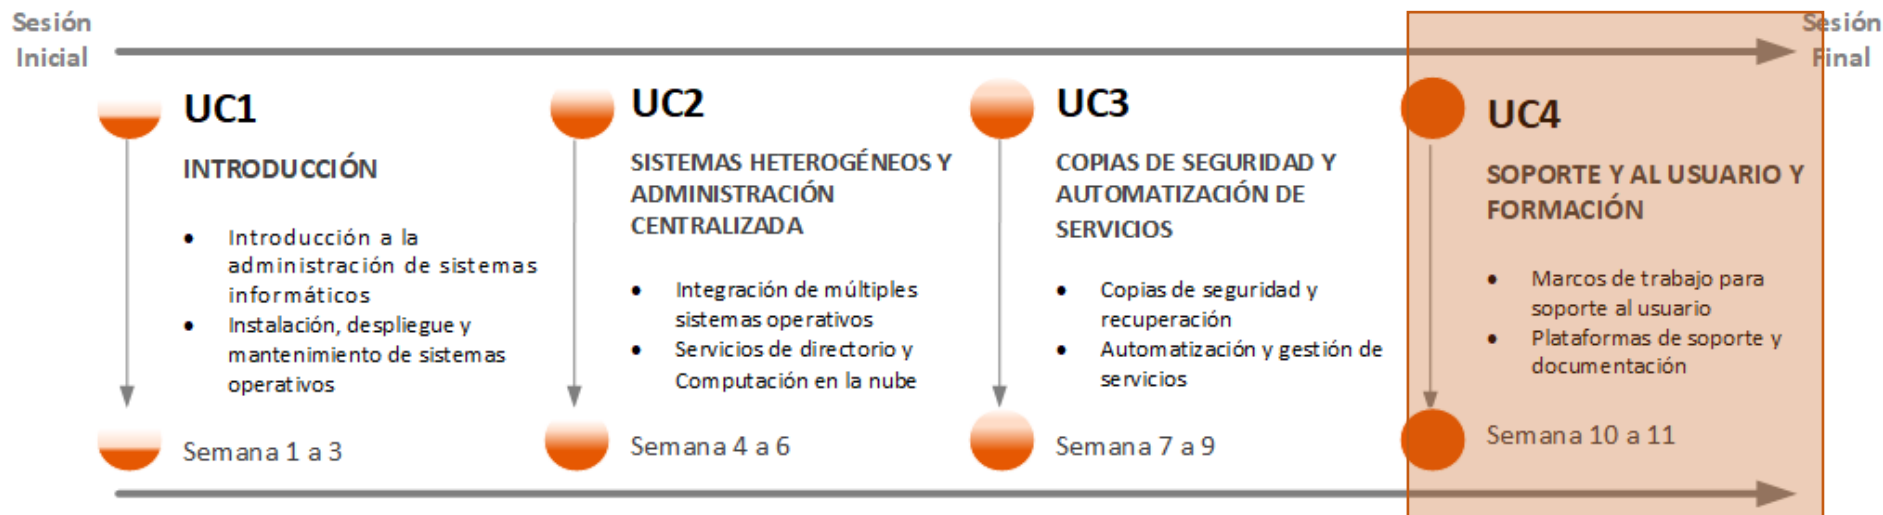 Sesión
Inicial
Sesión
Final
UC1
INTRODUCCIÓN
• Introducción a la
administración de sistemas
informáticos
• Instalación, despliegue y
mantenimiento de sistemas
operativos
Semana 1 a 3
UC2
SISTEMAS HETEROGÉNEOS Y
ADMINISTRACIÓN
CENTRALIZADA
• Integración de múltiples
sistemas operativos
• Servicios de directorio y
Computación en la nube
Semana 4 a 6
UC3
COPIAS DE SEGURIDAD Y
AUTOMATIZACIÓN DE
SERVICIOS
• Copias de seguridad y
recuperación
• Automatización y gestión de
servicios
Semana 7 a 9
UC4
SOPORTE Y AL USUARIO Y
FORMACIÓN
• Marcos de trabajo para
soporte al usuario
• Plataformas de soporte y
documentación
Semana 10 a 11